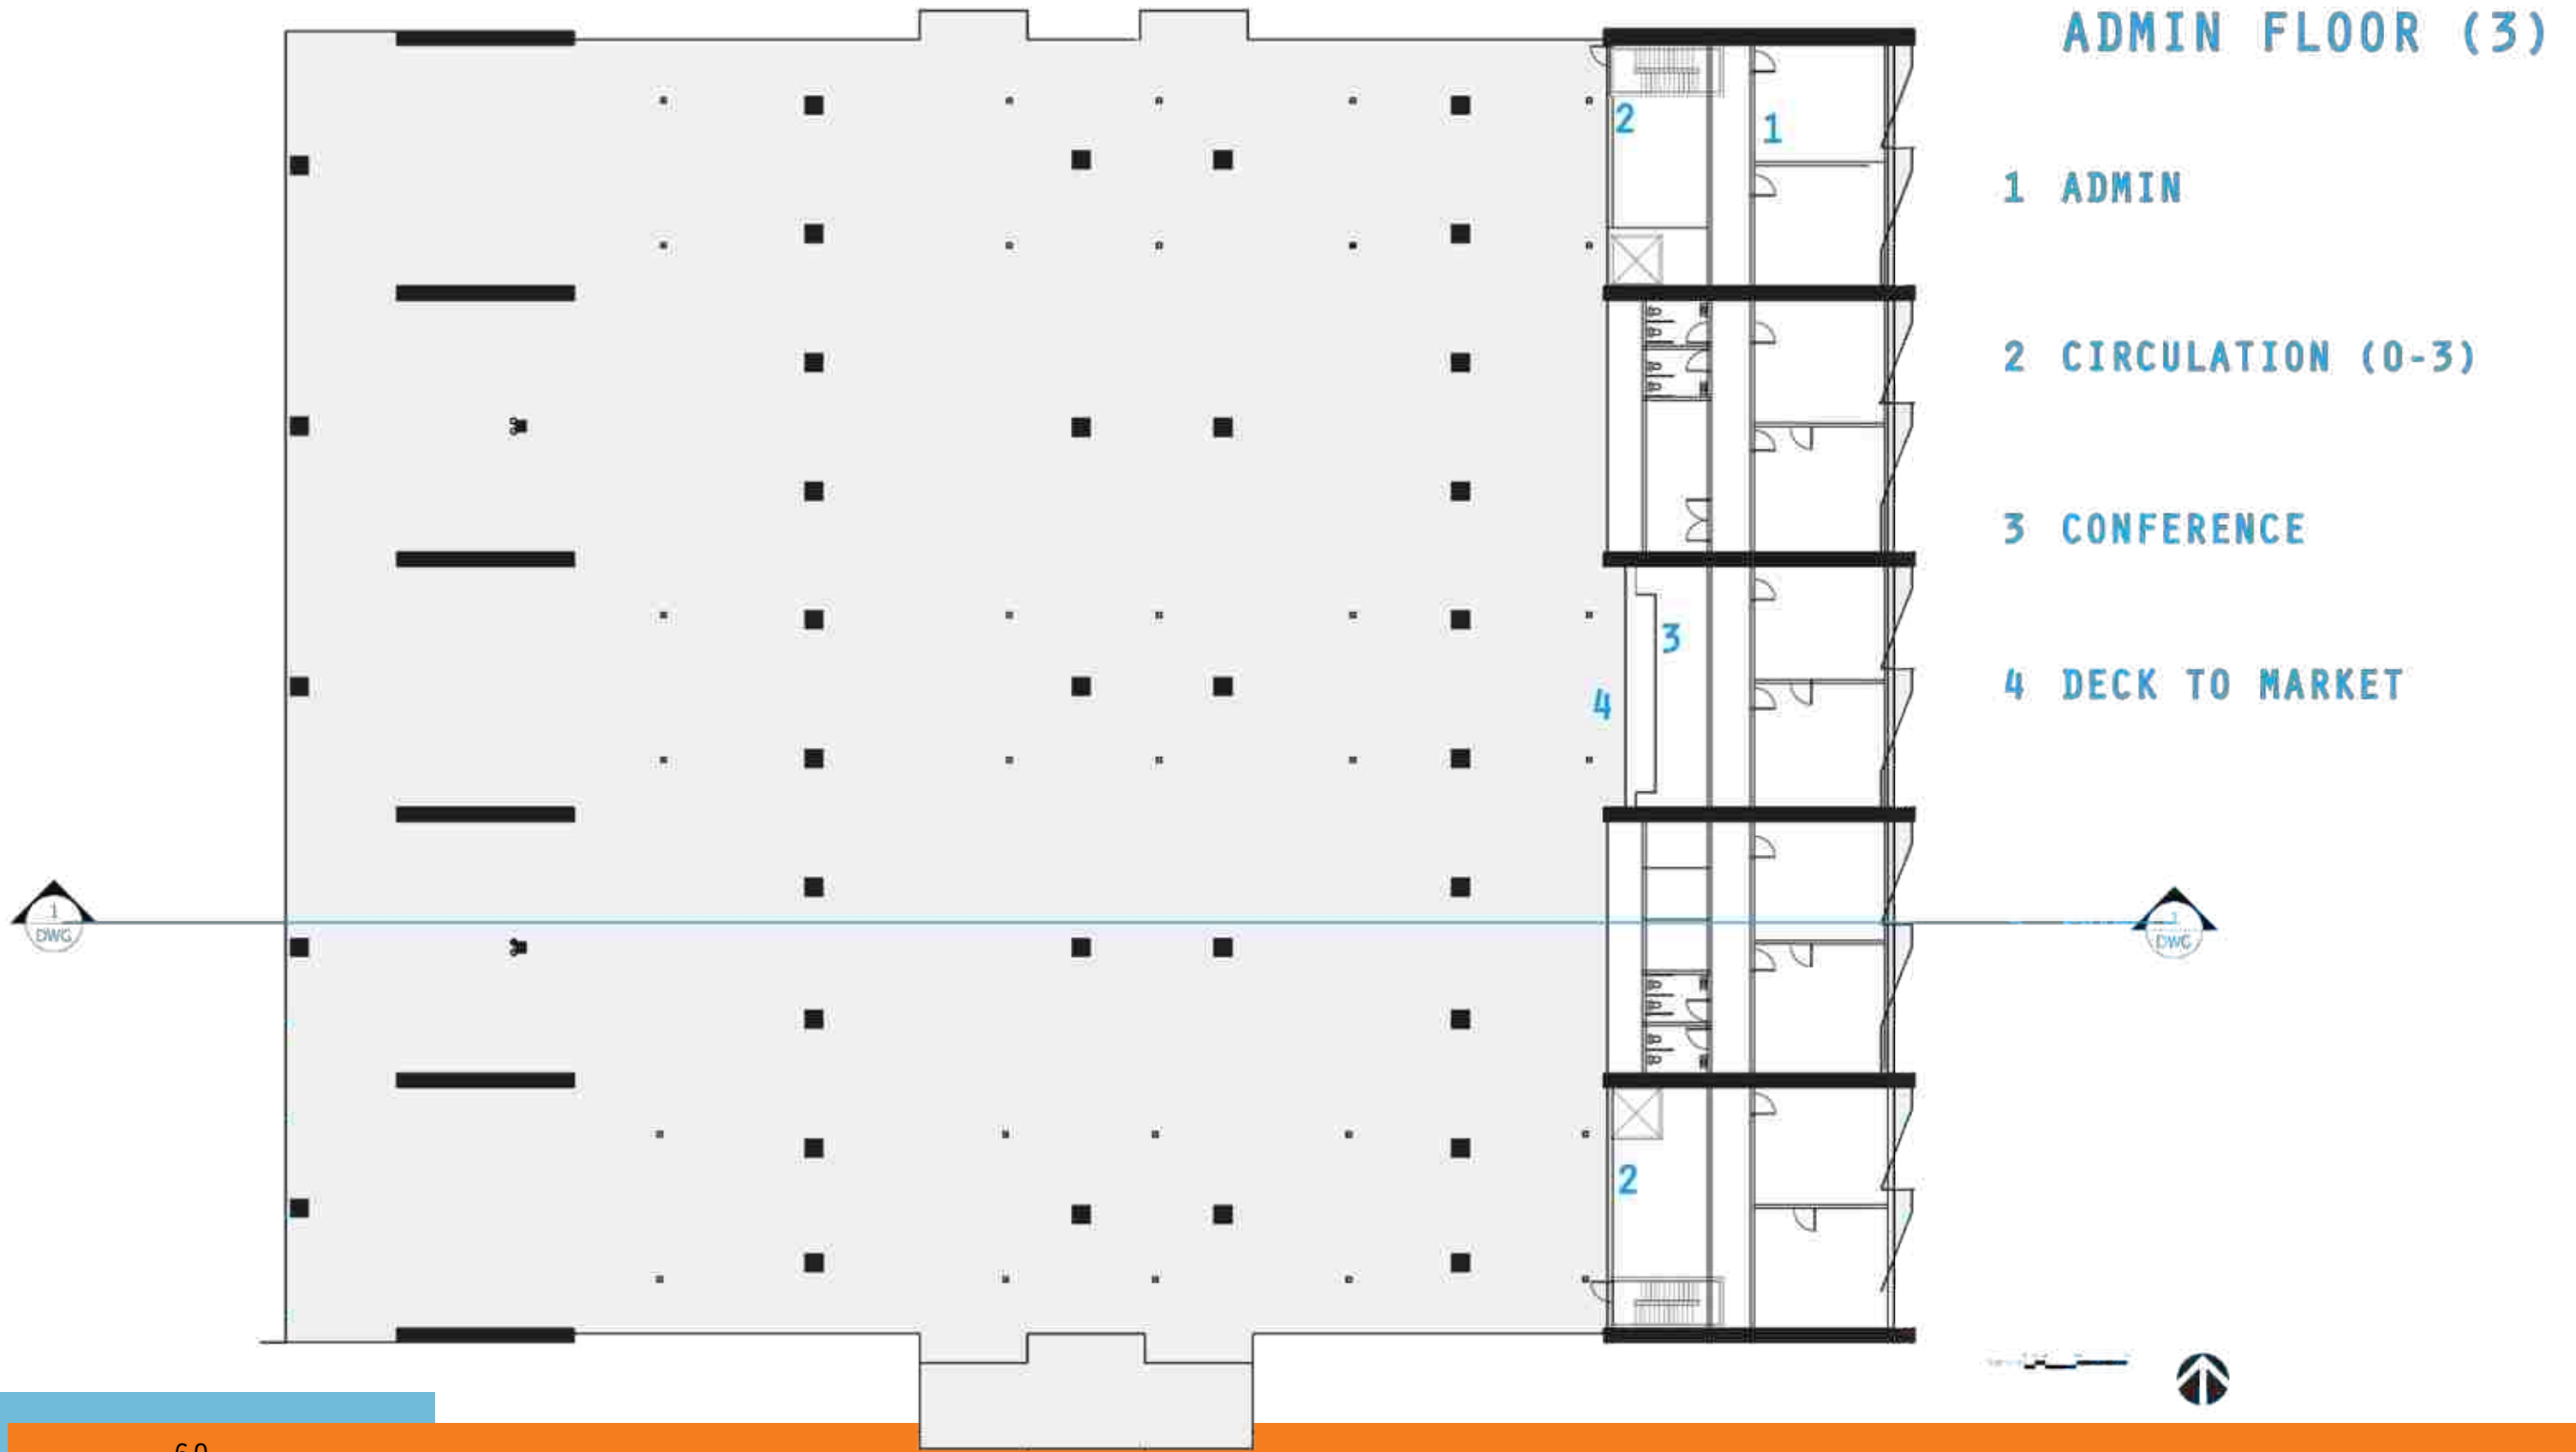 ADMIN FLOOR (3)
2
1
1 ADMIN
2 CIRCULATION (0-3)
3 CONFERENCE
3
4
4 DECK TO MARKET
1
DWG
1
DWG
2